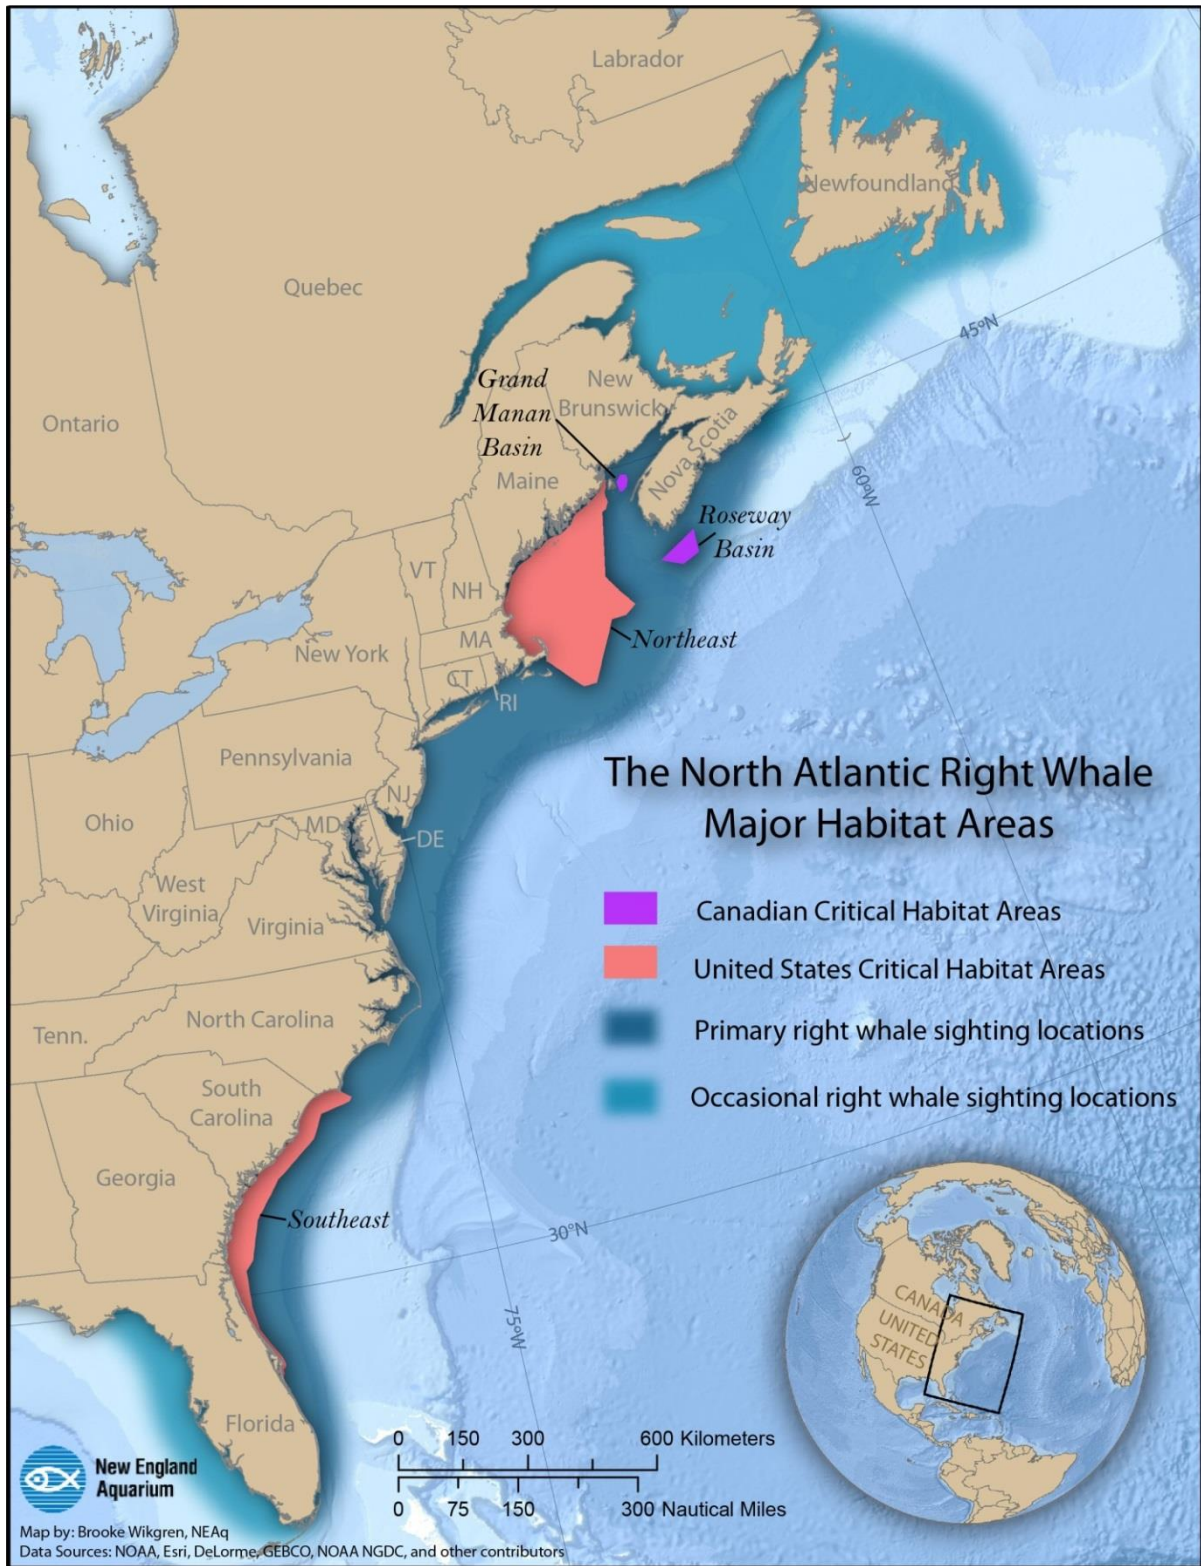 Labrador
Newfoundland
Quebec
45ºN
Grand
Manan
Basin
New
Brunswick
Ontario
Nova Scotia
60ºW
Maine
Roseway
Basin
VT
NH
MA
Northeast
New York
CT
RI
Pennsylvania
The North Atlantic Right Whale
Major Habitat Areas
NJ
Ohio
MD
DE
West
Virginia
Virginia
Canadian Critical Habitat Areas
United States Critical Habitat Areas
North Carolina
Tenn.
Primary right whale sighting locations
South
Carolina
Occasional right whale sighting locations
Georgia
Southeast
30ºN
75ºW
CANADA
UNITED
STATES
Florida
0 150 300 600 Kilometers
0 75 150 300 Nautical Miles
New England
Aquarium
Map by: Brooke Wikgren, NEAq
Data Sources: NOAA, Esri, DeLorme, GEBCO, NOAA NGDC, and other contributors